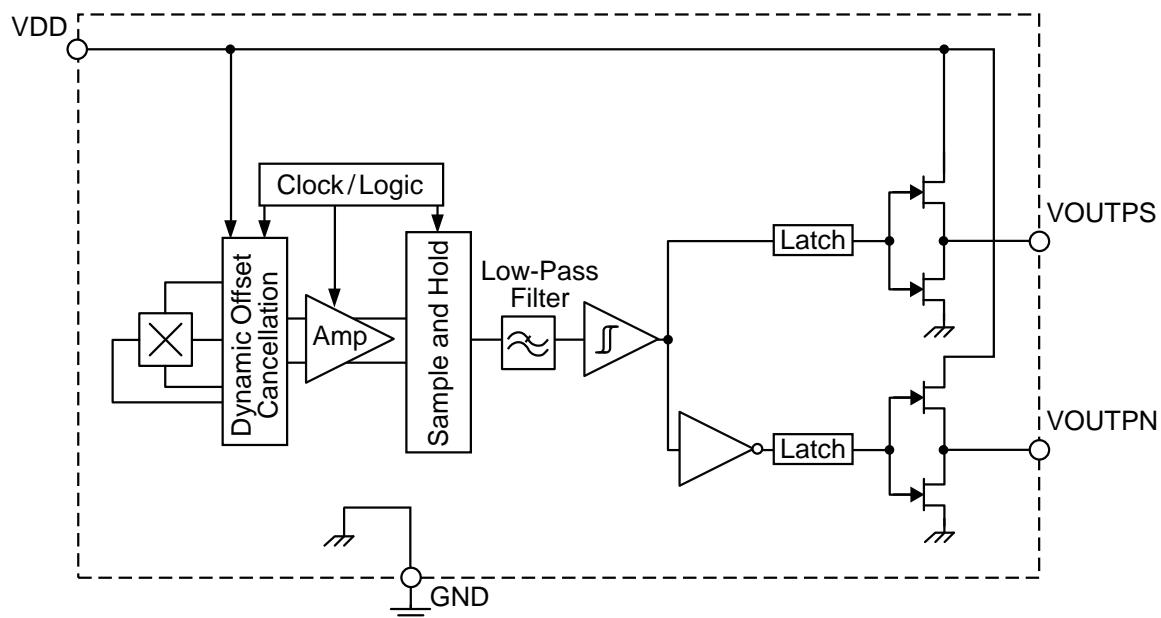 VDD
Clock/Logic
VOUTPS
Latch
Low-Pass
Filter
Dynamic Offset
Cancellation
Amp
Sample and Hold
VOUTPN
Latch
GND